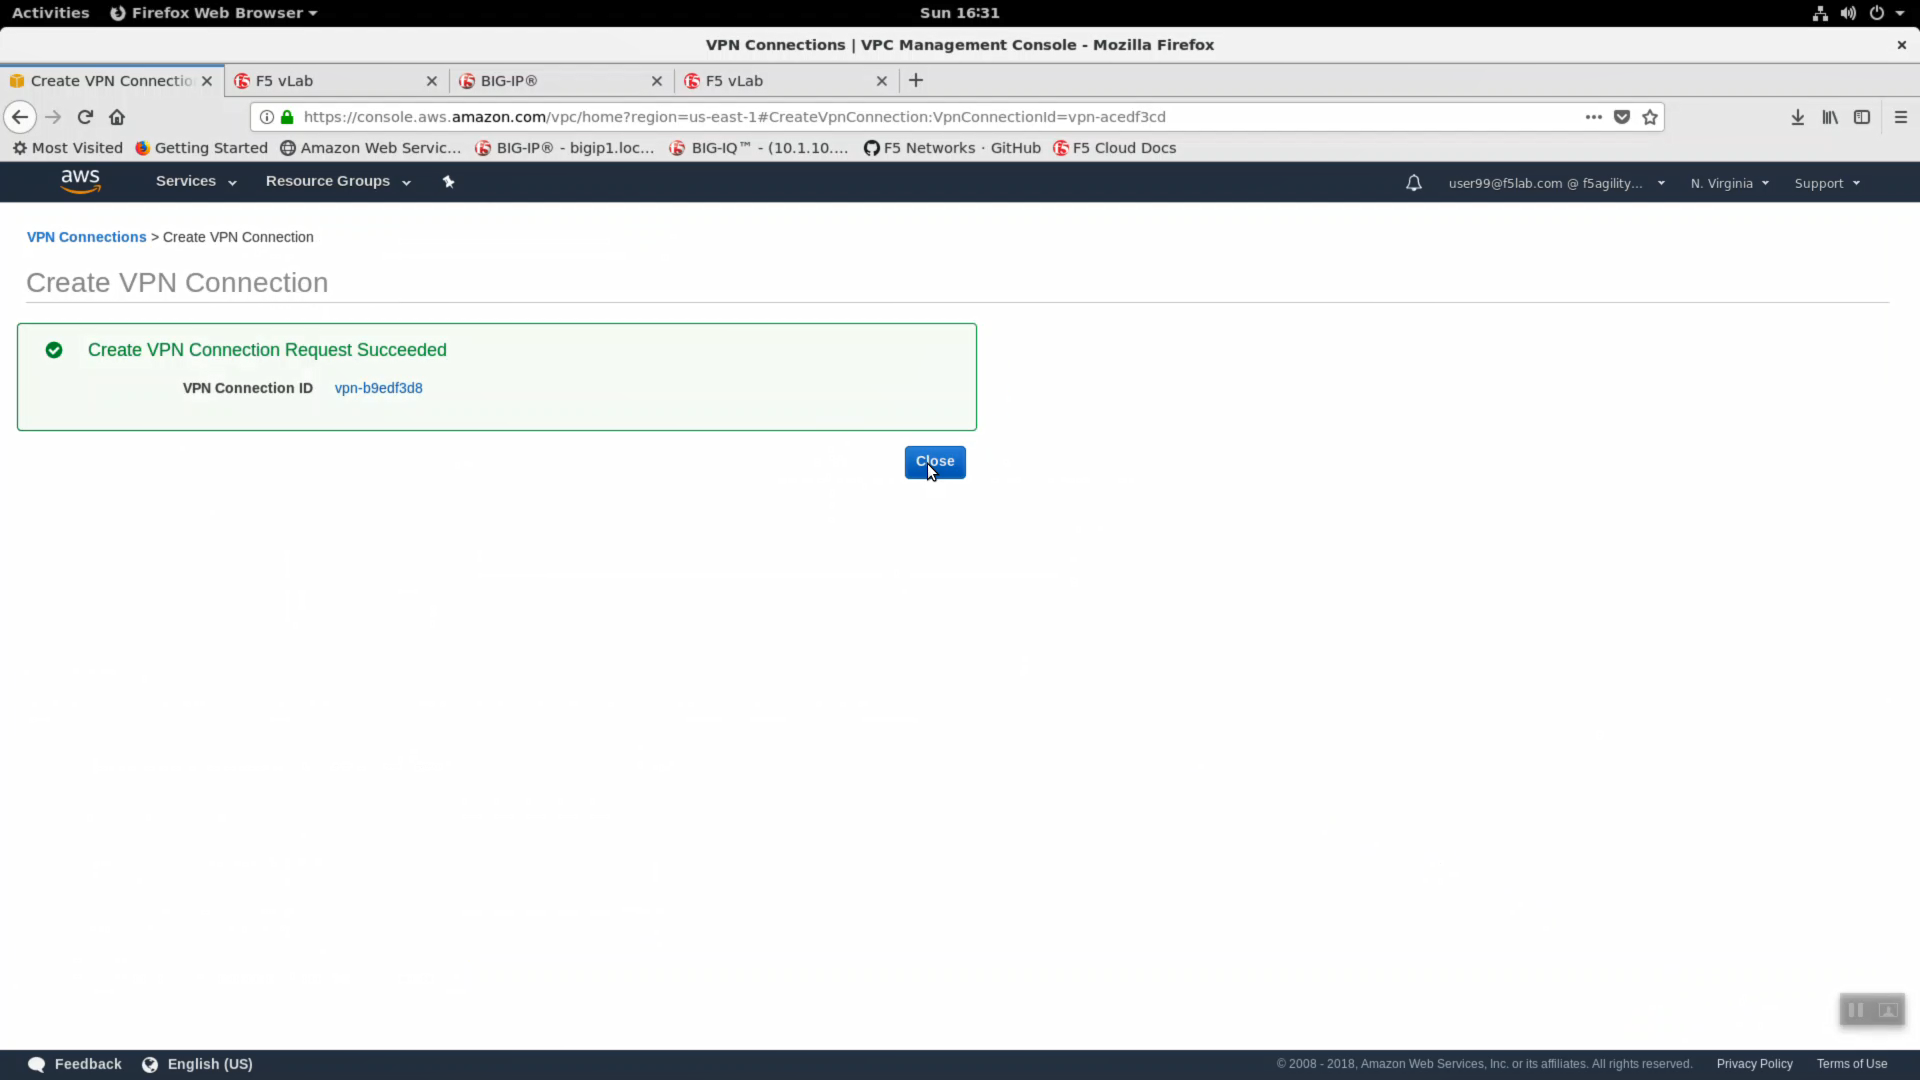 Activities Firefox Web Browser Sun 16:31
VPN Connections | VPC Management Console - Mozilla Firefox
Create VPN Connectio F5 vLab BIG-IP® F5 vLab
https://console.aws.amazon.com/vpc/home?region=us-east-1#CreateVpnConnection:VpnConnectionId=vpn-acedf3cd
Most Visited Getting Started Amazon Web Servic... BIG-IP® - bigip1.loc... BIG-IQ™ - (10.1.10.... F5 Networks · GitHub F5 Cloud Docs
aws Services Resource Groups user99@f5lab.com @ f5agility... N. Virginia Support
VPN Connections > Create VPN Connection
Create VPN Connection
Create VPN Connection Request Succeeded
VPN Connection ID vpn-b9edf3d8
Close
Feedback English (US) © 2008 - 2018, Amazon Web Services, Inc. or its affiliates. All rights reserved. Privacy Policy Terms of Use